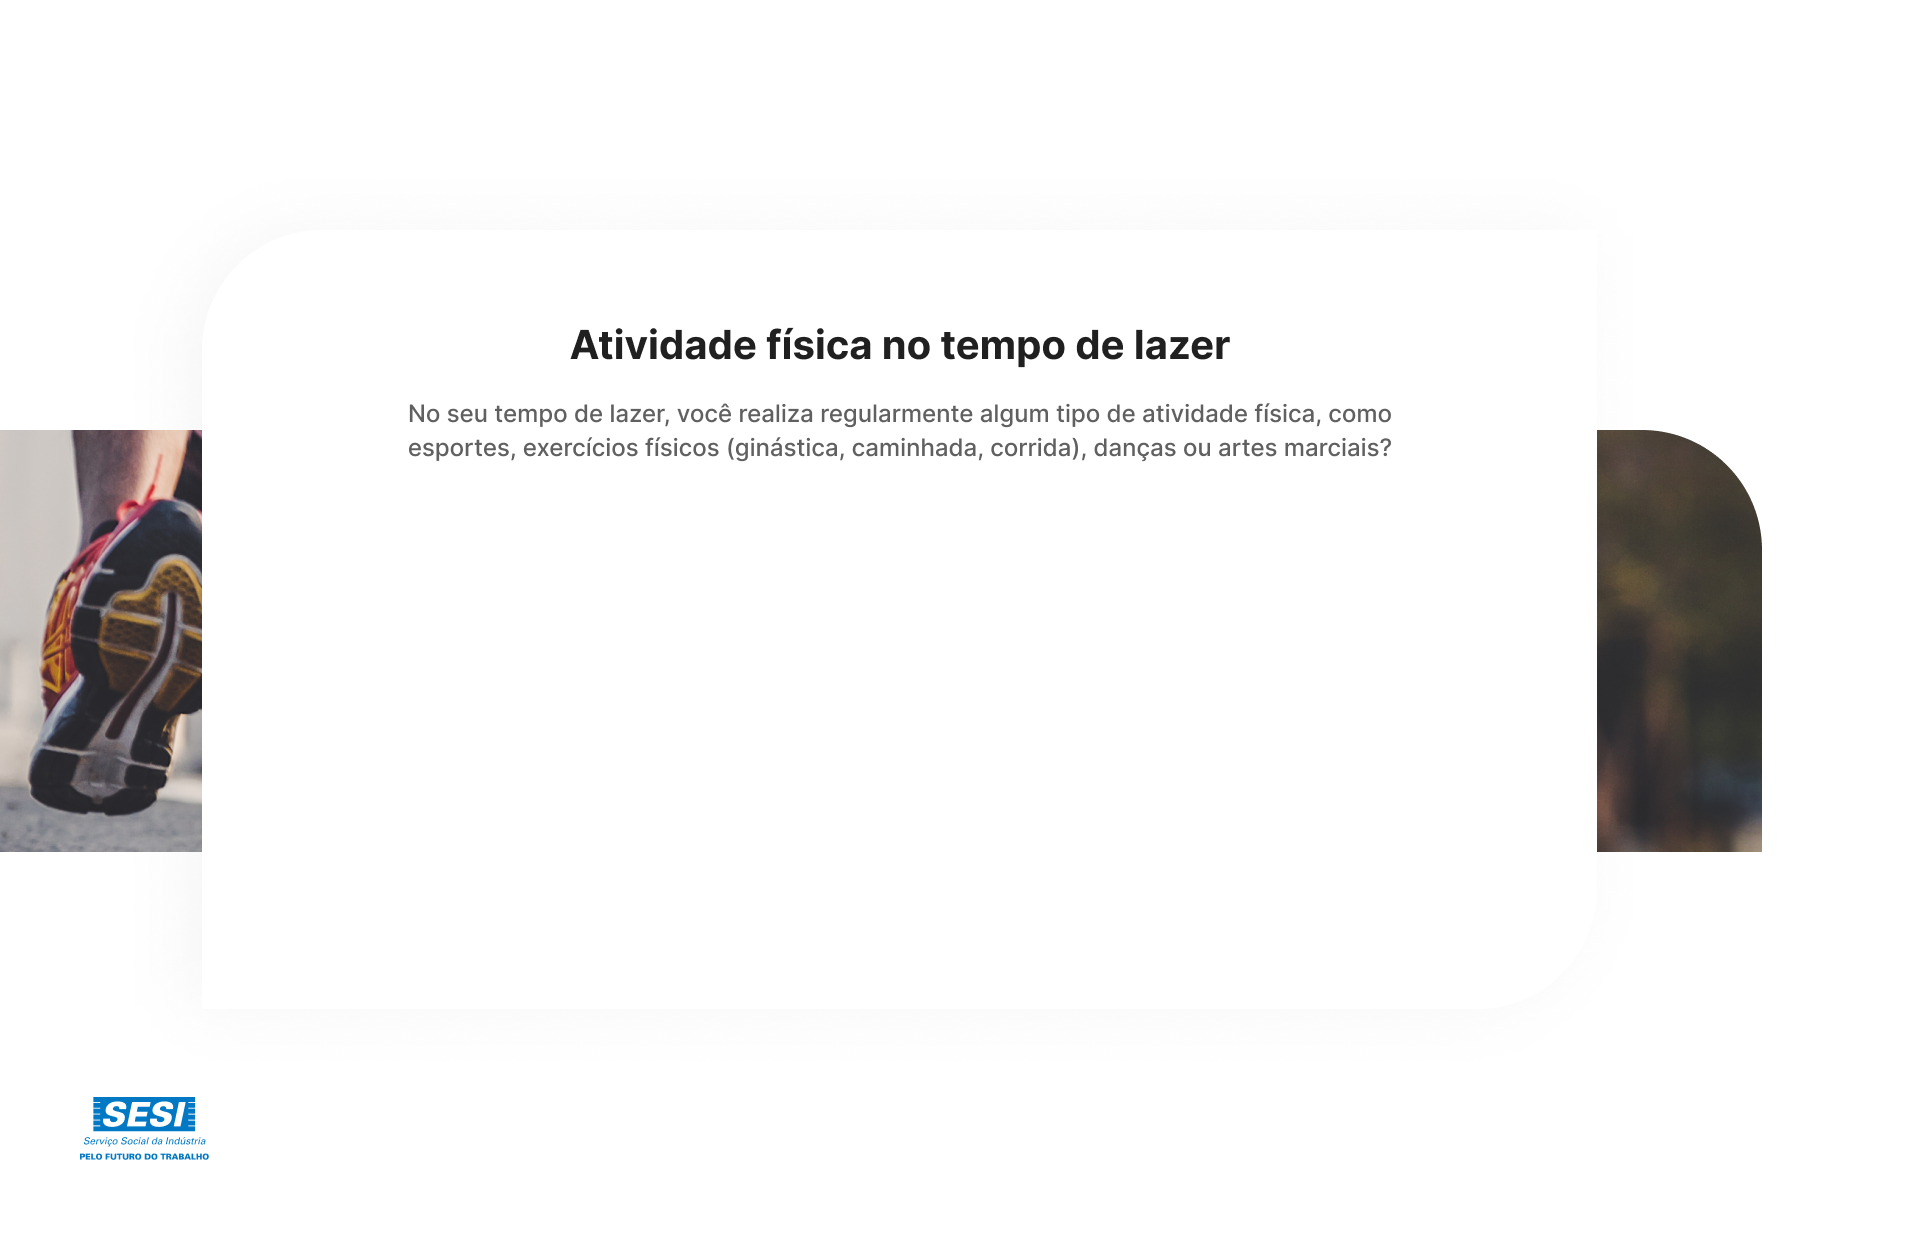 Atividade física no tempo de lazer
No seu tempo de lazer, você realiza regularmente algum tipo de atividade física, como
esportes, exercícios físicos (ginástica, caminhada, corrida), danças ou artes marciais?
SESI
Serviço Social da Indústria
PELO FUTURO DO TRABALHO